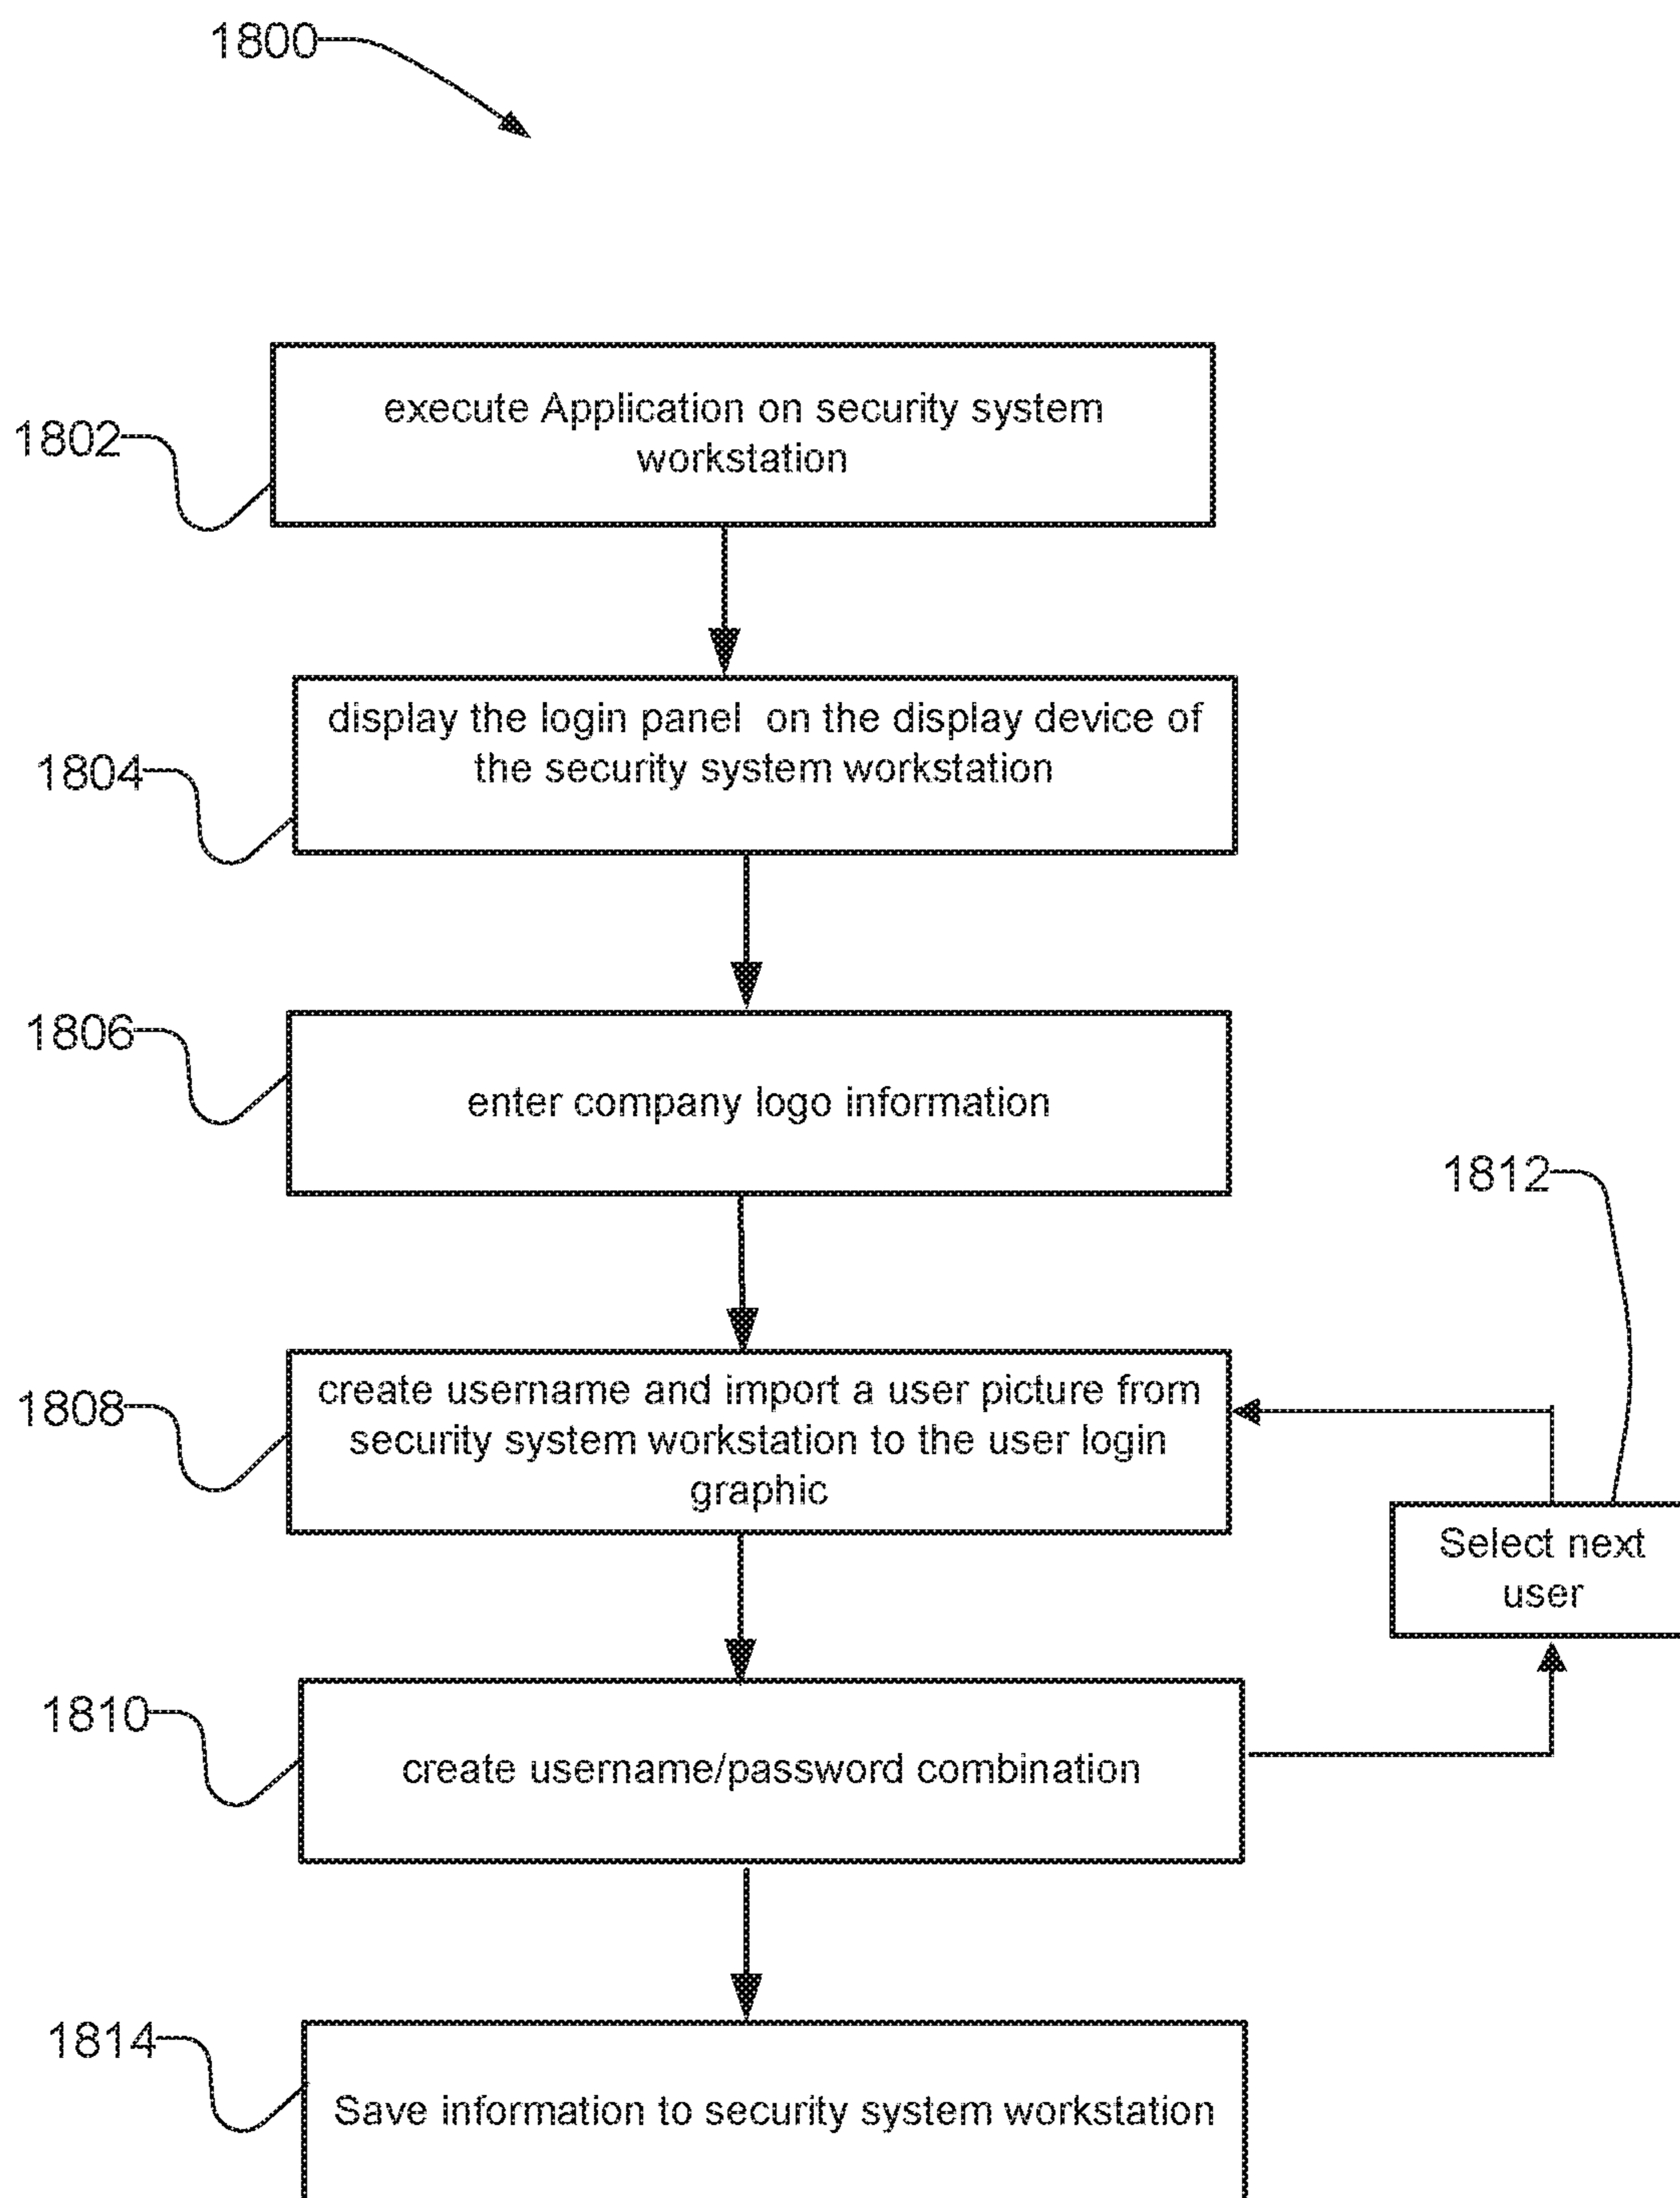 1800
1802
execute Application on security system
workstation
1804
display the login panel on the display device of
the security system workstation
1806
enter company logo information
1808
create username and import a user picture from
security system workstation to the user login
graphic
1812
Select next
user
1810
create username/password combination
1814
Save information to security system workstation